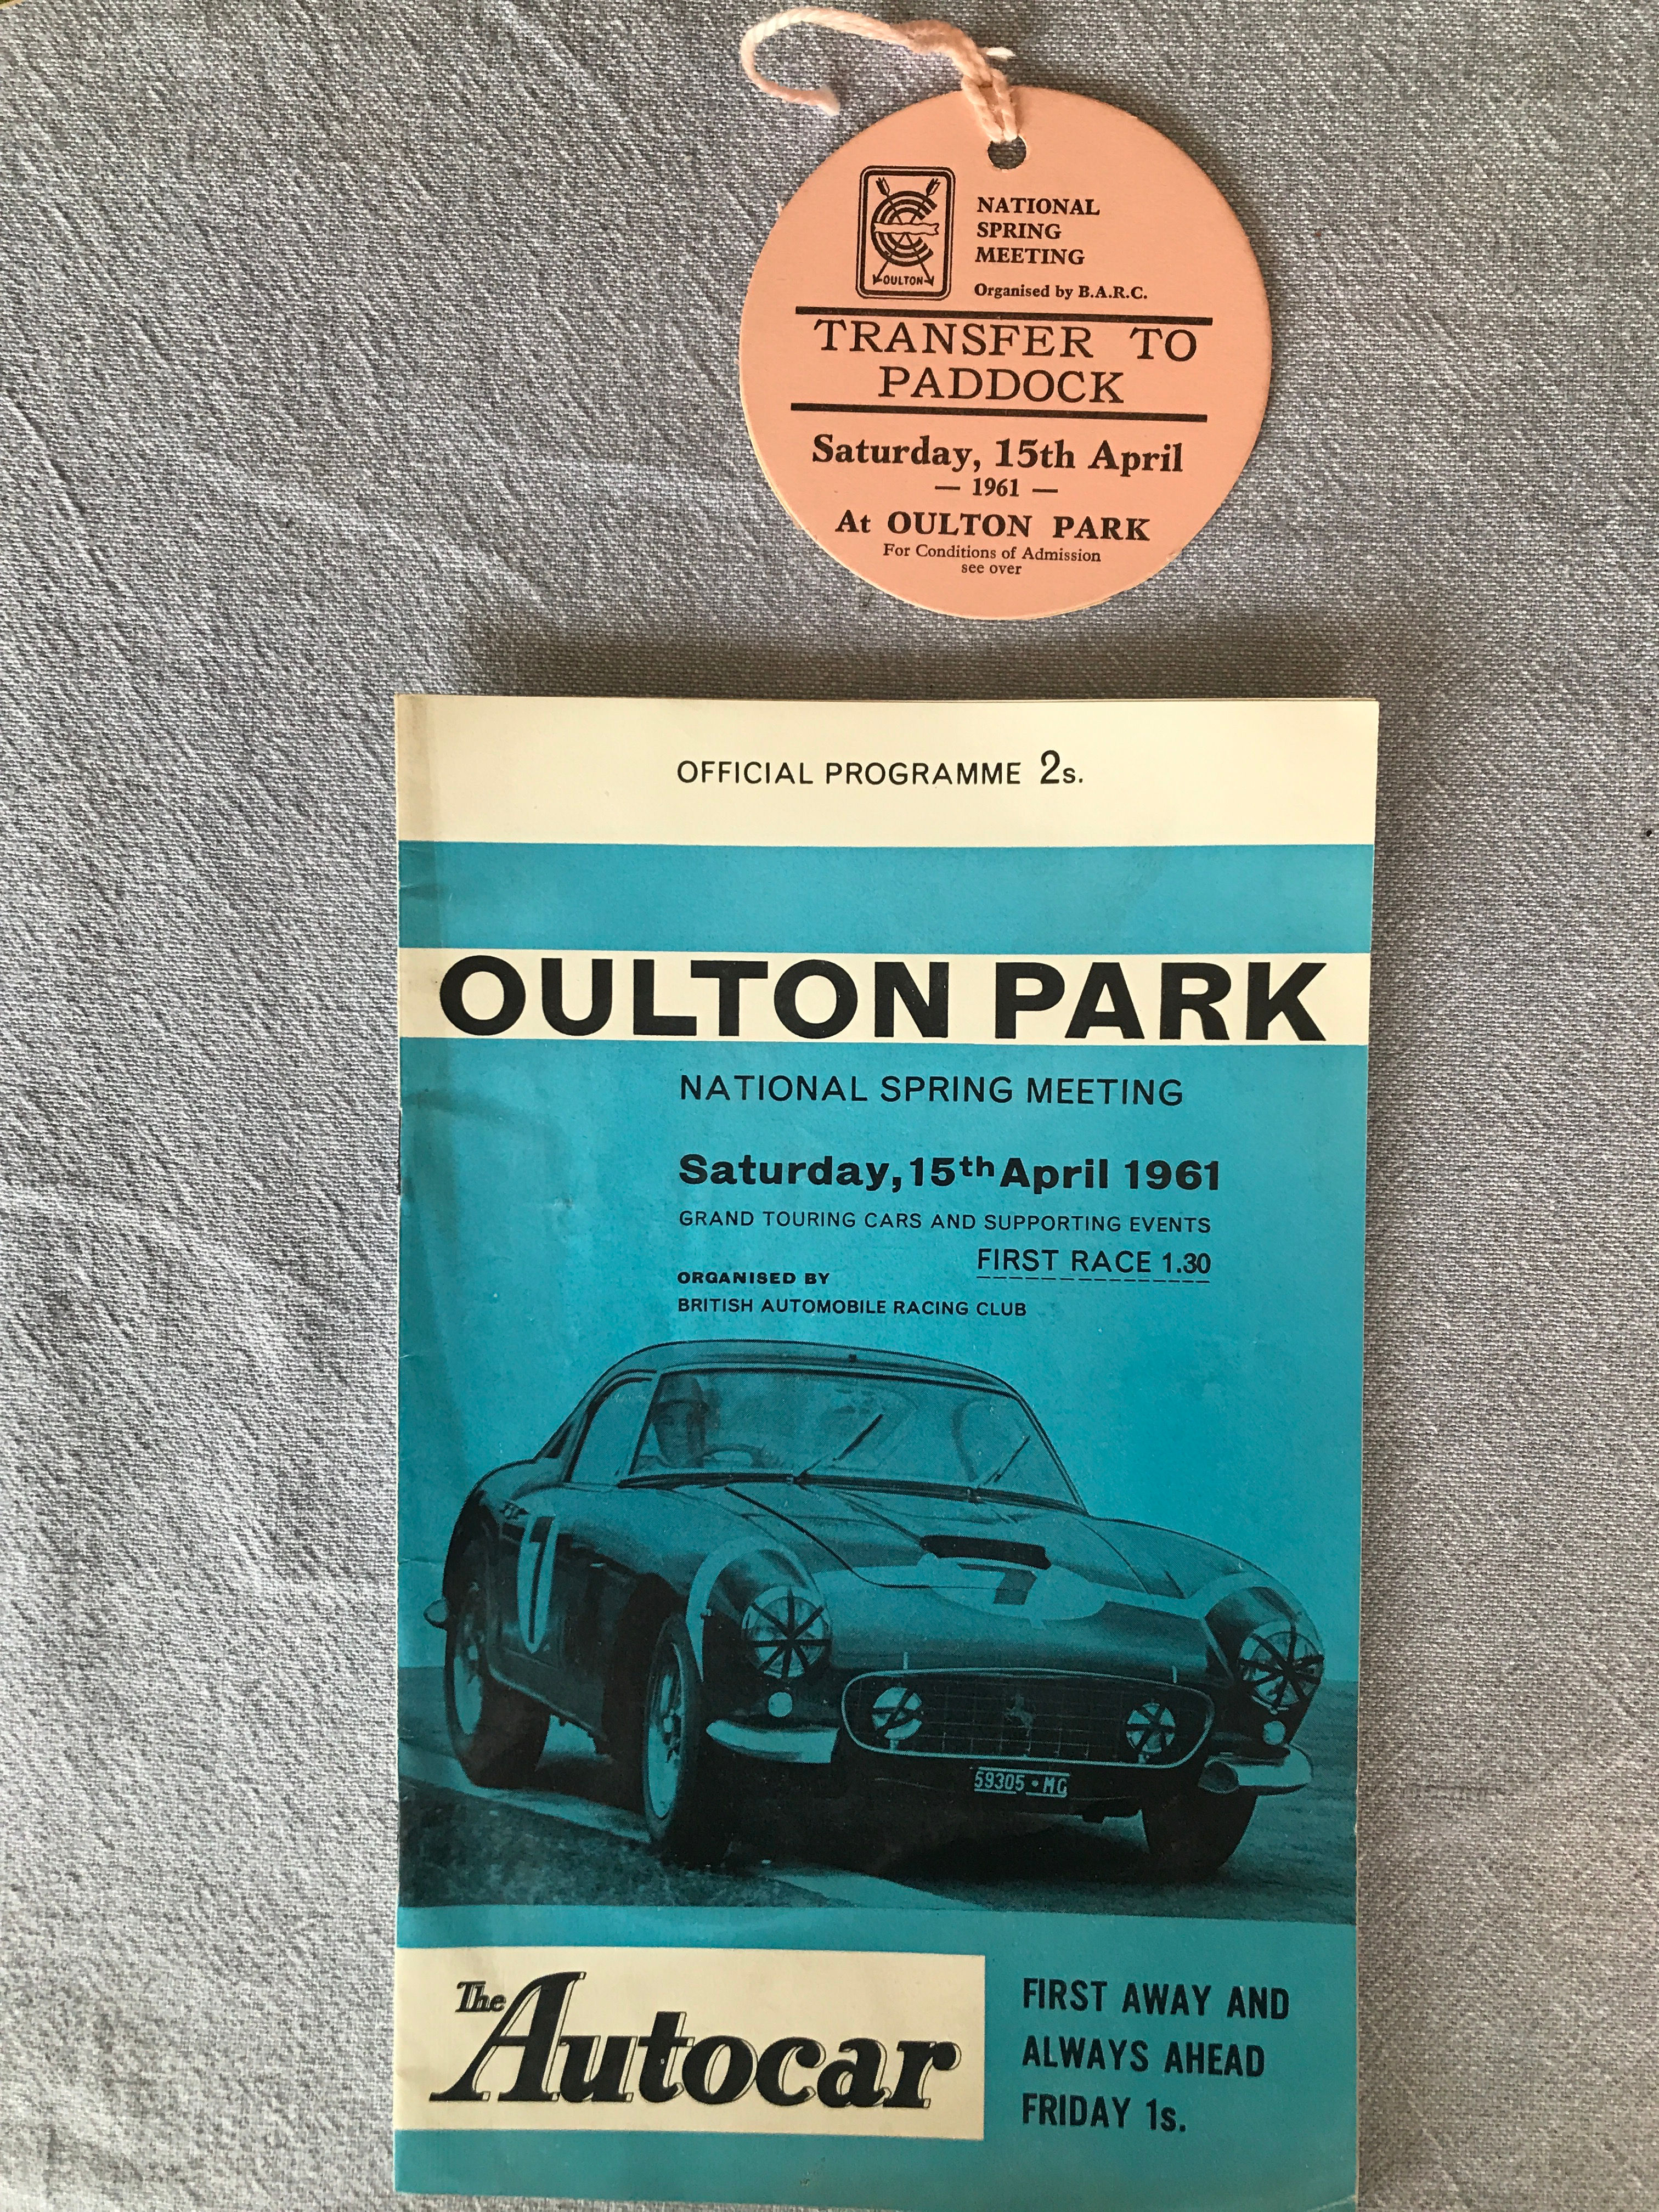 OULTON
NATIONAL
SPRING
MEETING
Organised by B.A.R.C.
TRANSFER TO
PADDOCK
Saturday, 15th April
— 1961 —
At OULTON PARK
For Conditions of Admission
see over
OFFICIAL PROGRAMME 2s.
OULTON PARK
NATIONAL SPRING MEETING
Saturday, 15th April 1961
GRAND TOURING CARS AND SUPPORTING EVENTS
FIRST RACE 1.30
ORGANISED BY
BRITISH AUTOMOBILE RACING CLUB
7
7
59305 • MO
The Autocar
FIRST AWAY AND
ALWAYS AHEAD
FRIDAY 1s.